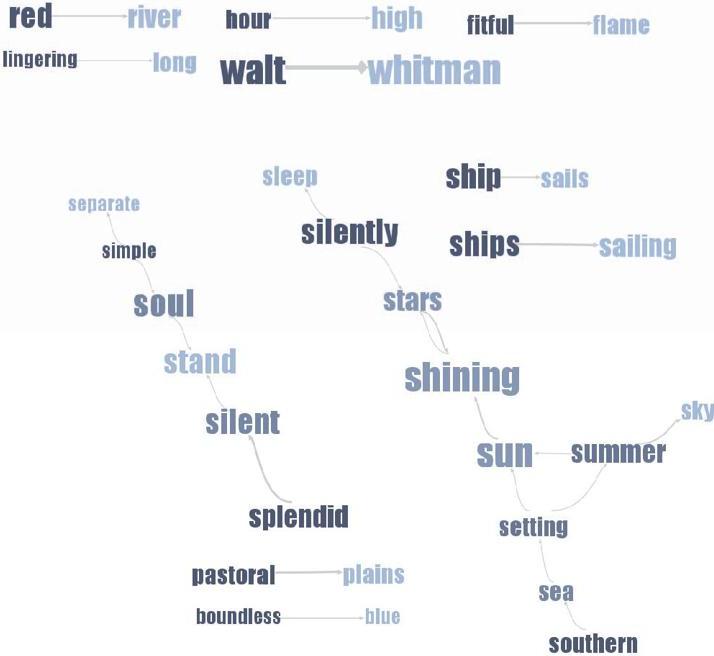 red river hour high fitful flame
lingering long walt whitman
sleep ship sails
separate silently
simple ships sailing
soul stars
stand shining
silent sky
sun summer
splendid setting
pastoral plains sea
boundless blue southern